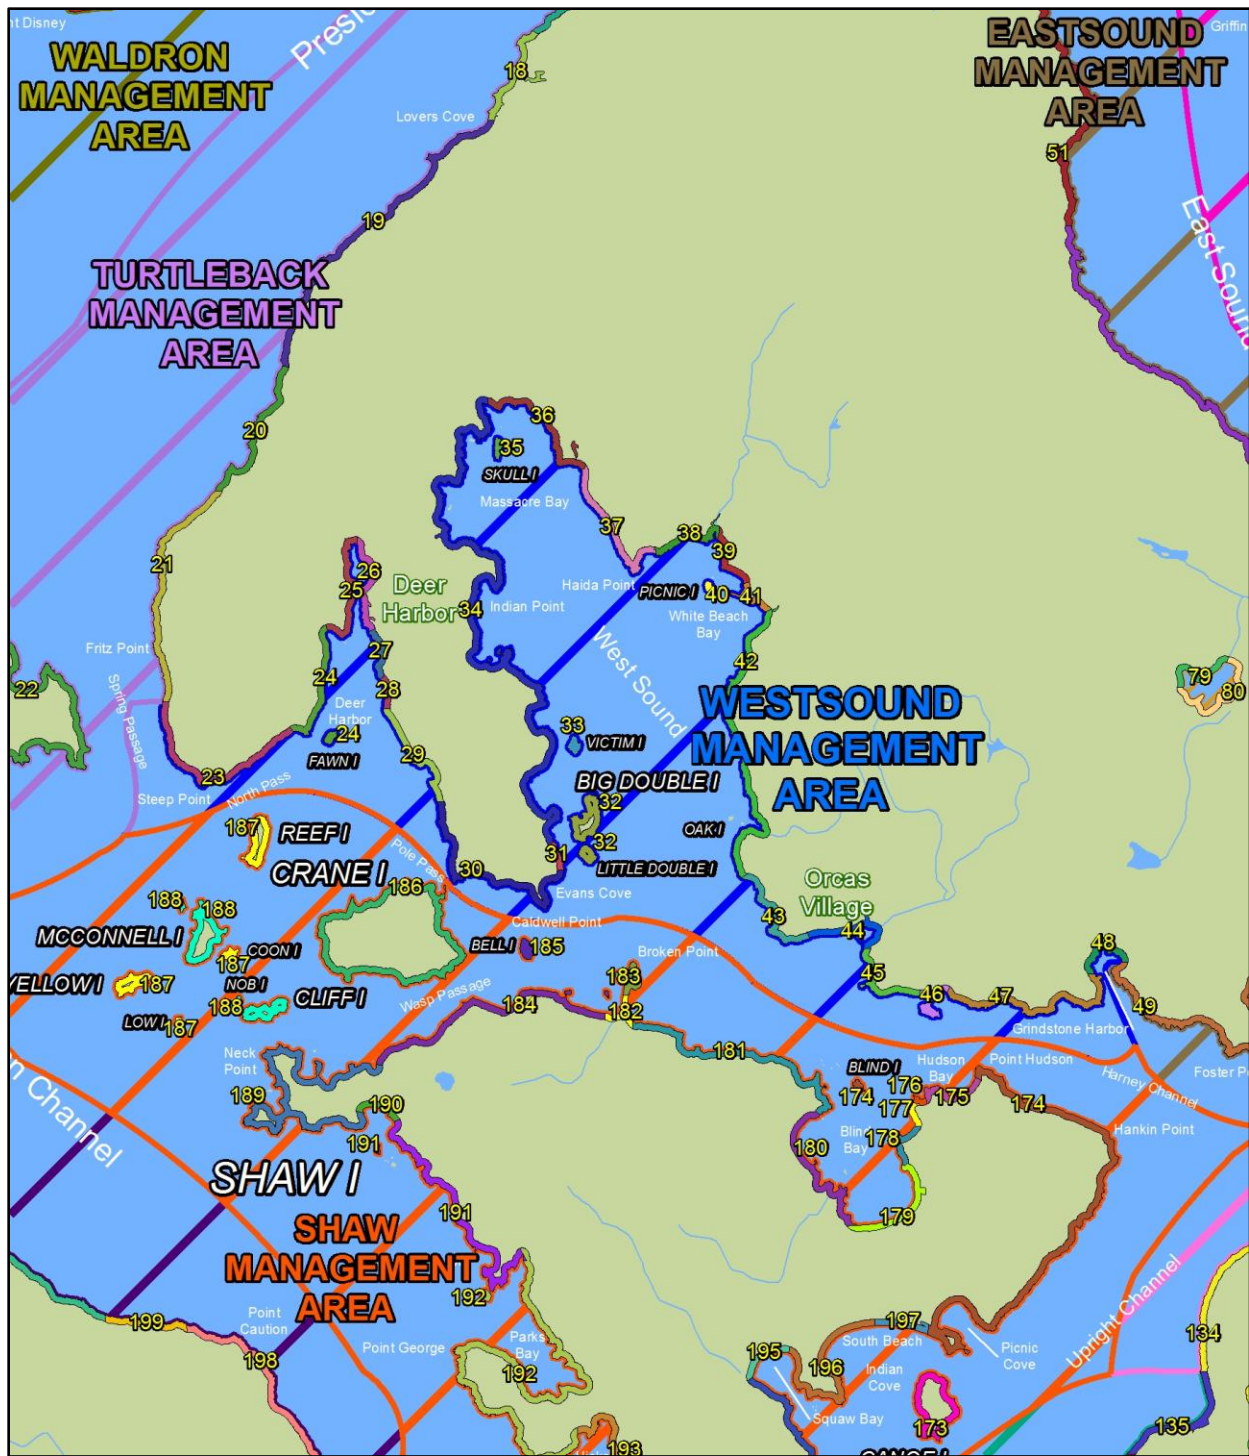 nt Disney
WALDRON
MANAGEMENT
AREA
Presid
18
Lovers Cove
EASTSOUND
MANAGEMENT
AREA
Griffin
51
19
East Sound
TURTLEBACK
MANAGEMENT
AREA
20
36
35
SKULL I
Massacre Bay
21
37
38
39
26
25
Deer
Harbor
Haida Point
PICNIC I
40
41
34
Indian Point
White Beach
Bay
Fritz Point
27
42
22
Spring Passage
24
28
West Sound
79
80
Deer
Harbor
24
FAWN I
29
33
VICTIM I
WESTSOUND
MANAGEMENT
AREA
23
North Pass
Steep Point
BIG DOUBLE I
32
187
REEF I
32
OAK I
CRANE I
Pole Pass
31
LITTLE DOUBLE I
186
30
Evans Cove
Orcas
Village
188
188
Caldwell Point
43
44
MCCONNELL I
COON I
187
BELL I
185
Broken Point
48
YELLOW I
187
NOB I
183
45
188
CLIFF I
Wasp Passage
184
46
47
LOW I
187
182
49
Grindstone Harbor
Neck
Point
181
Hudson
Bay
Point Hudson
BLIND I
Harney Channel
Foster Po
174
176
175
174
189
190
177
Hankin Point
n Channel
191
180
Blind
Bay
178
SHAW I
191
179
SHAW
MANAGEMENT
AREA
192
Upright Channel
199
Point
Caution
197
134
198
Point George
Parks
Bay
South Beach
195
Picnic
Cove
192
196
Indian
Cove
Squaw Bay
173
135
193
CANOE I